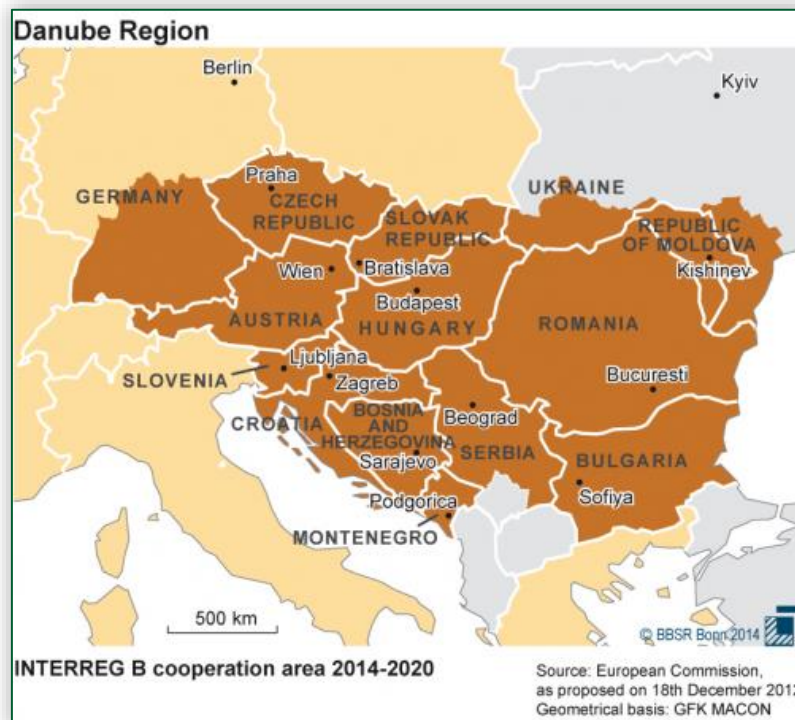 Danube Region
Berlin
Kyiv
GERMANY
Praha
CZECH
REPUBLIC
UKRAINE
SLOVAK
REPUBLIC
REPUBLIC
OF MOLDOVA
Kishinev
Wien
Bratislava
Budapest
AUSTRIA
HUNGARY
ROMANIA
Ljubljana
SLOVENIA
Zagreb
Bucuresti
CROATIA
BOSNIA
AND
HERZEGOVINA
Beograd
Sarajevo
SERBIA
BULGARIA
Sofiya
Podgorica
MONTENEGRO
500 km
© BBSR Bonn 2014
INTERREG B cooperation area 2014-2020
Source: European Commission,
as proposed on 18th December 2012
Geometrical basis: GFK MACON